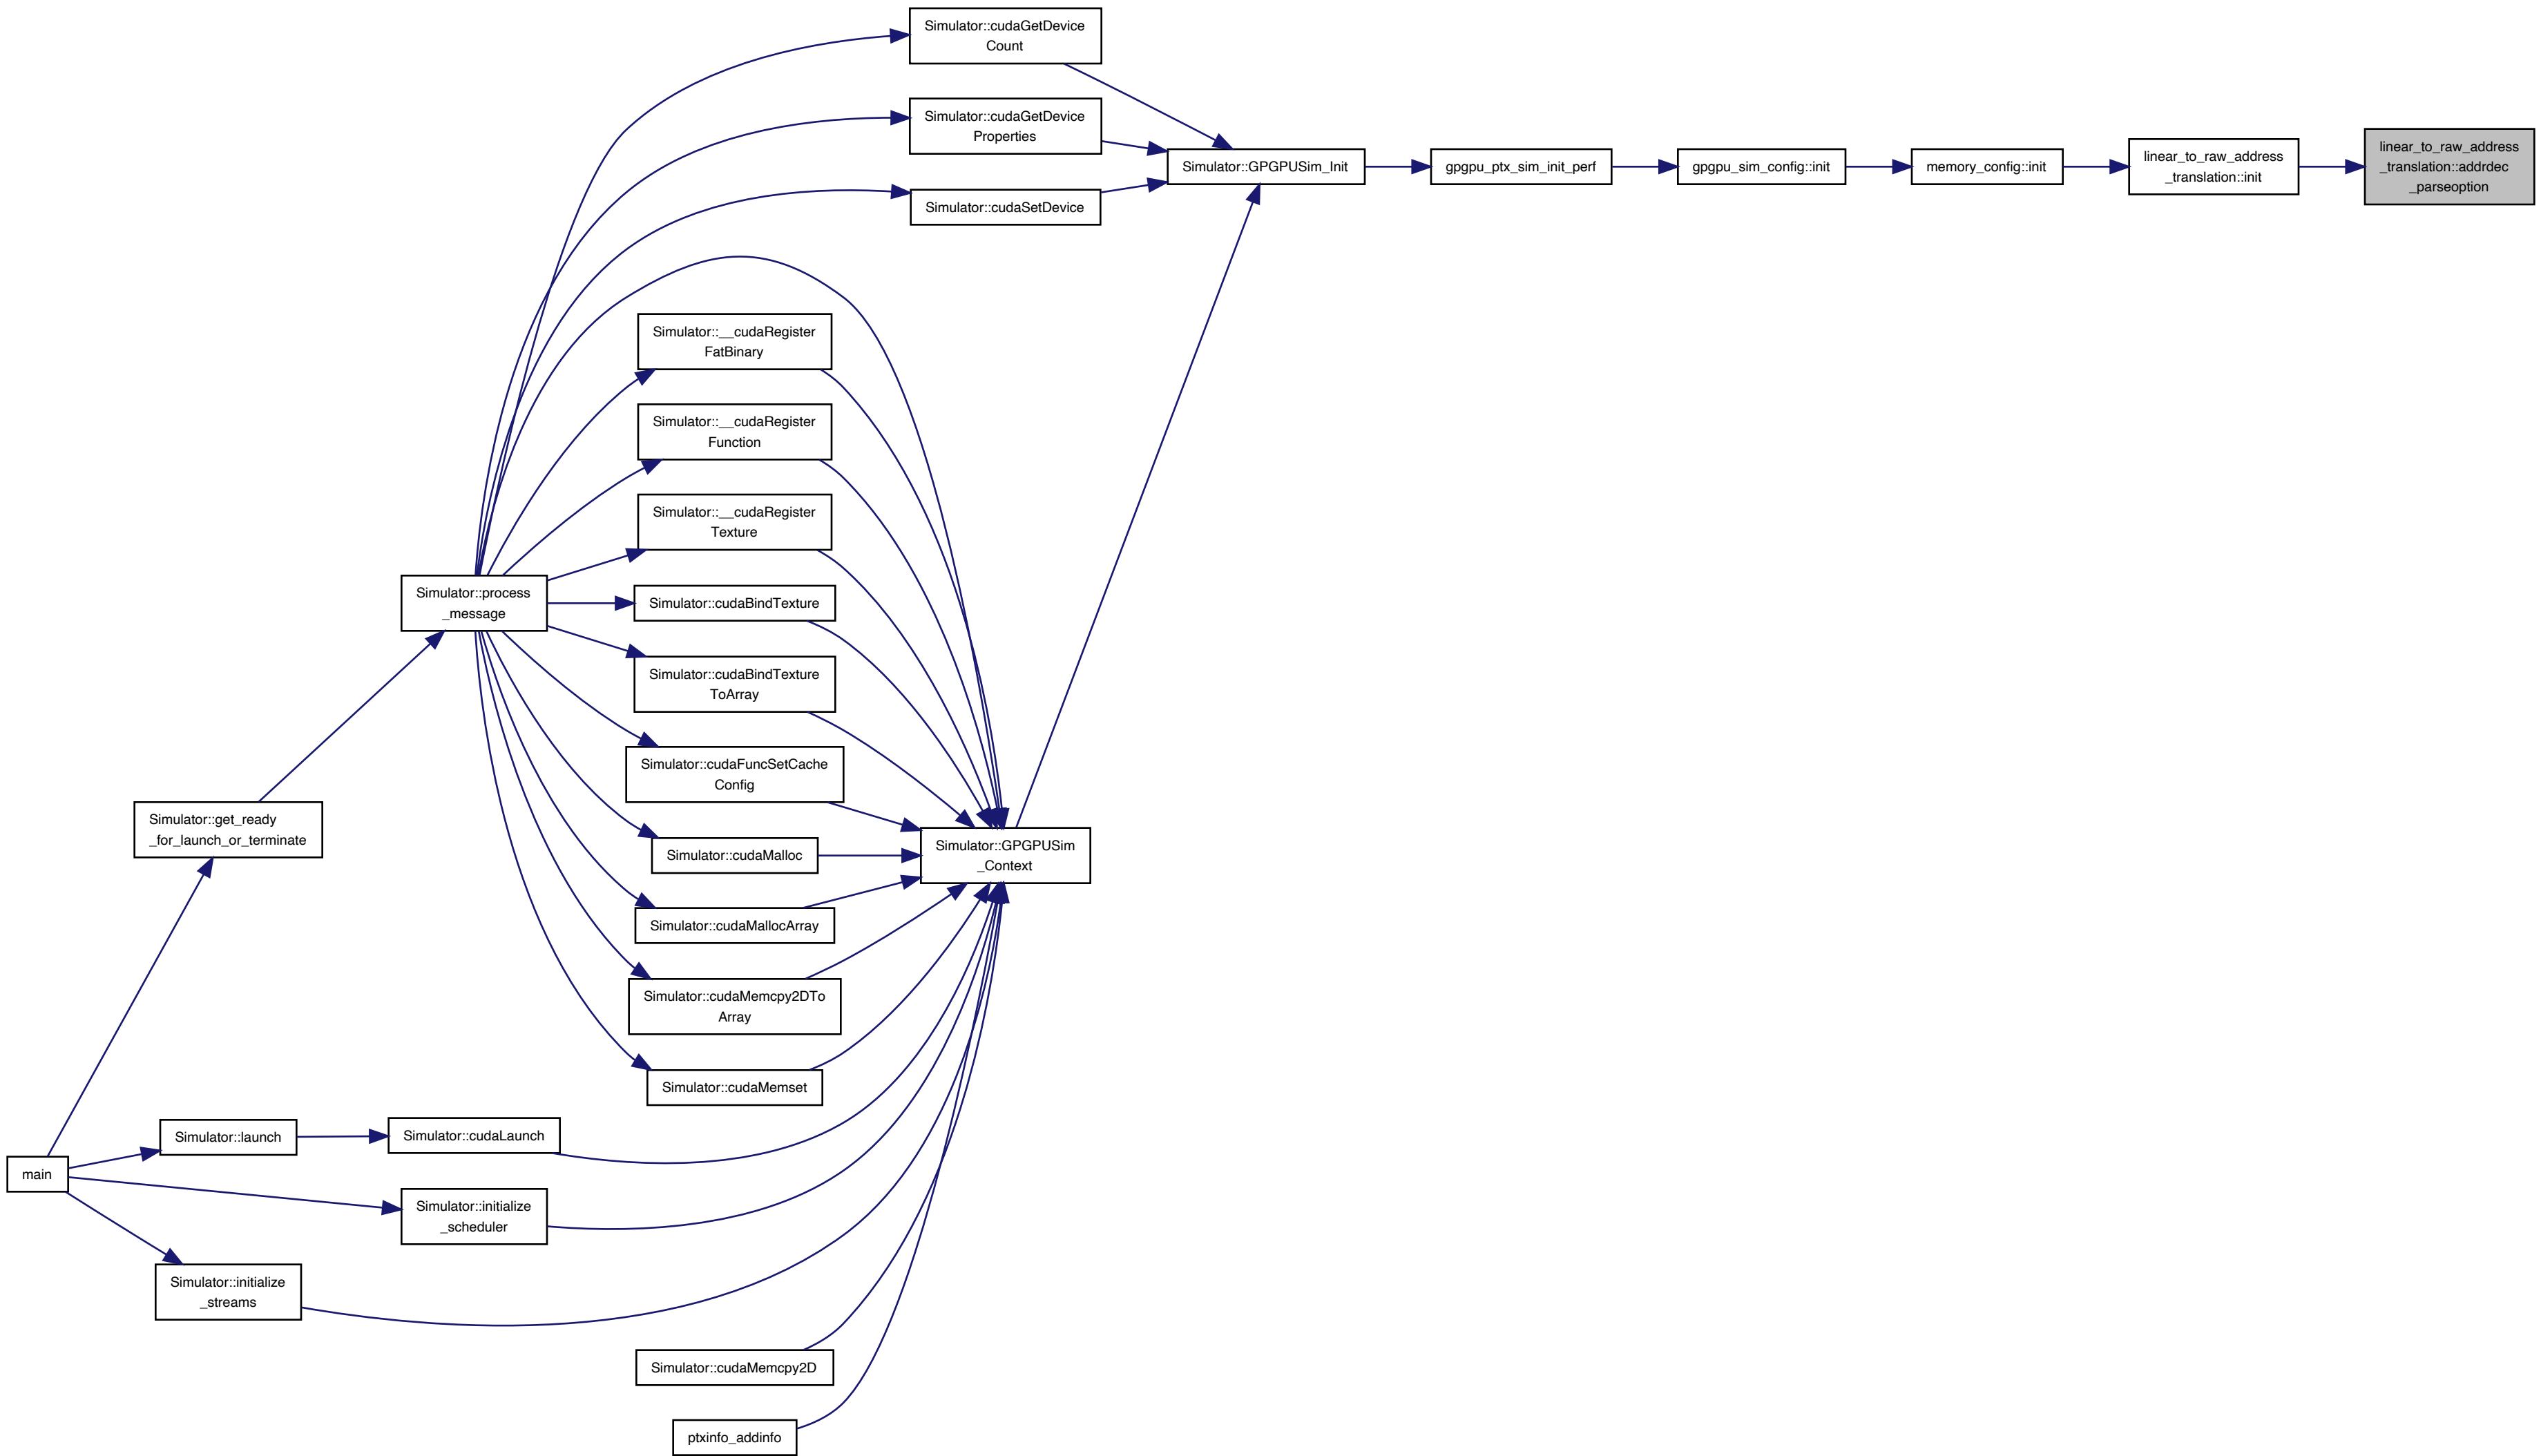 Simulator::cudaGetDevice
Count
Simulator::cudaGetDevice
Properties
Simulator::cudaSetDevice
Simulator::GPGPUSim_Init
gpgpu_ptx_sim_init_perf
gpgpu_sim_config::init
memory_config::init
linear_to_raw_address
_translation::init
linear_to_raw_address
_translation::addrdec
_parseoption
Simulator::__cudaRegister
FatBinary
Simulator::__cudaRegister
Function
Simulator::__cudaRegister
Texture
Simulator::process
_message
Simulator::cudaBindTexture
Simulator::cudaBindTexture
ToArray
Simulator::cudaFuncSetCache
Config
Simulator::get_ready
_for_launch_or_terminate
Simulator::cudaMalloc
Simulator::GPGPUSim
_Context
Simulator::cudaMallocArray
Simulator::cudaMemcpy2DTo
Array
Simulator::cudaMemset
Simulator::launch
Simulator::cudaLaunch
main
Simulator::initialize
_scheduler
Simulator::initialize
_streams
Simulator::cudaMemcpy2D
ptxinfo_addinfo